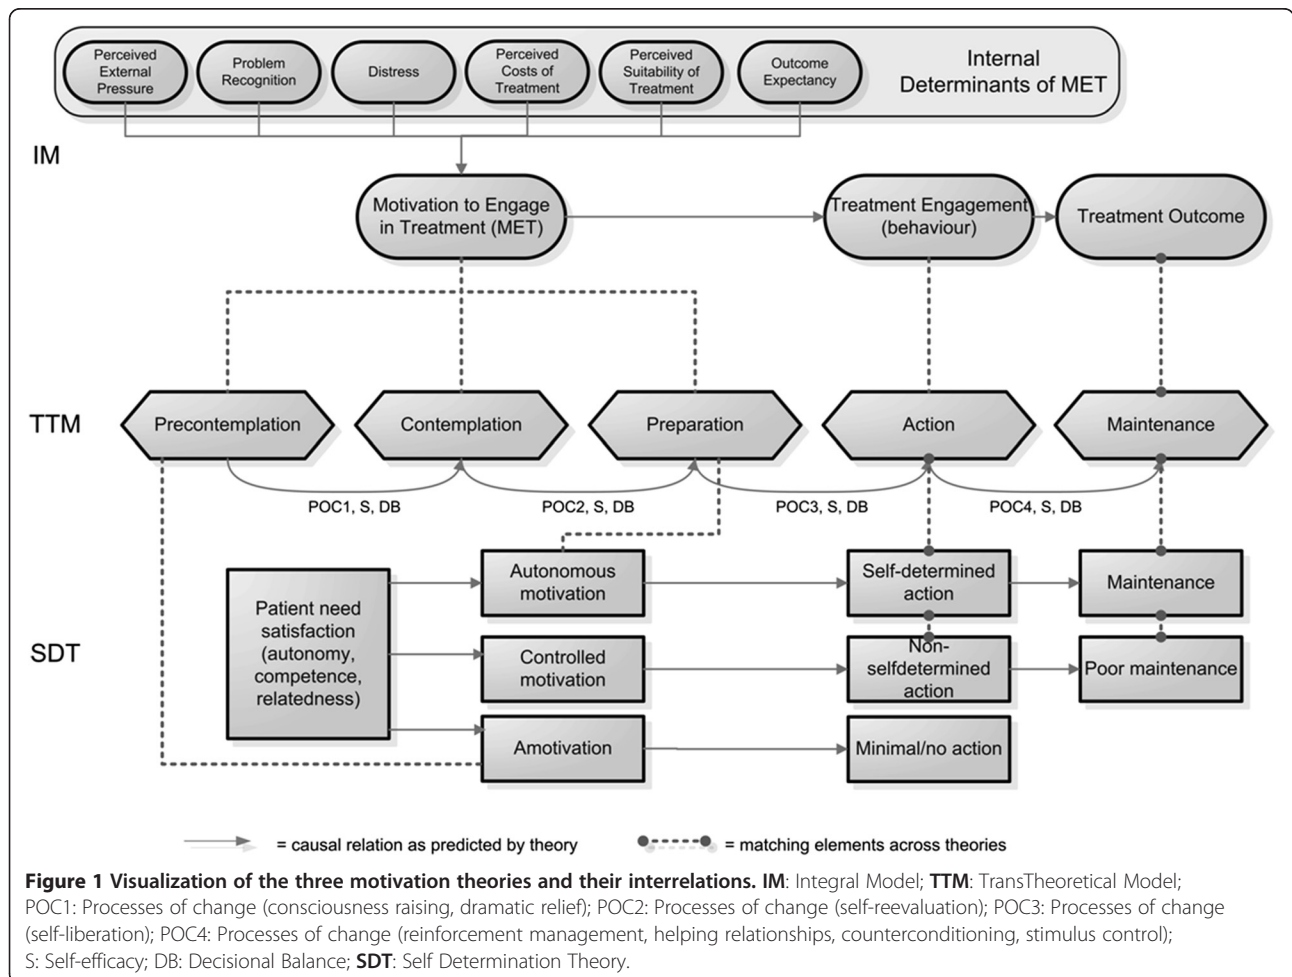 Perceived
External
Pressure
Problem
Recognition
Distress
Perceived
Costs of
Treatment
Perceived
Suitability of
Treatment
Outcome
Expectancy
Internal
Determinants of MET
IM
Motivation to Engage
in Treatment (MET)
Treatment Engagement
(behaviour)
Treatment Outcome
TTM
Precontemplation
Contemplation
Preparation
Action
Maintenance
POC1, S, DB
POC2, S, DB
POC3, S, DB
POC4, S, DB
SDT
Patient need
satisfaction
(autonomy,
competence,
relatedness)
Autonomous
motivation
Self-determined
action
Maintenance
Controlled
motivation
Non-
selfdetermined
action
Poor maintenance
Amotivation
Minimal/no action
= causal relation as predicted by theory
= matching elements across theories
Figure 1 Visualization of the three motivation theories and their interrelations. IM: Integral Model; TTM: TransTheoretical Model;
POC1: Processes of change (consciousness raising, dramatic relief); POC2: Processes of change (self-reevaluation); POC3: Processes of change
(self-liberation); POC4: Processes of change (reinforcement management, helping relationships, counterconditioning, stimulus control);
S: Self-efficacy; DB: Decisional Balance; SDT: Self Determination Theory.